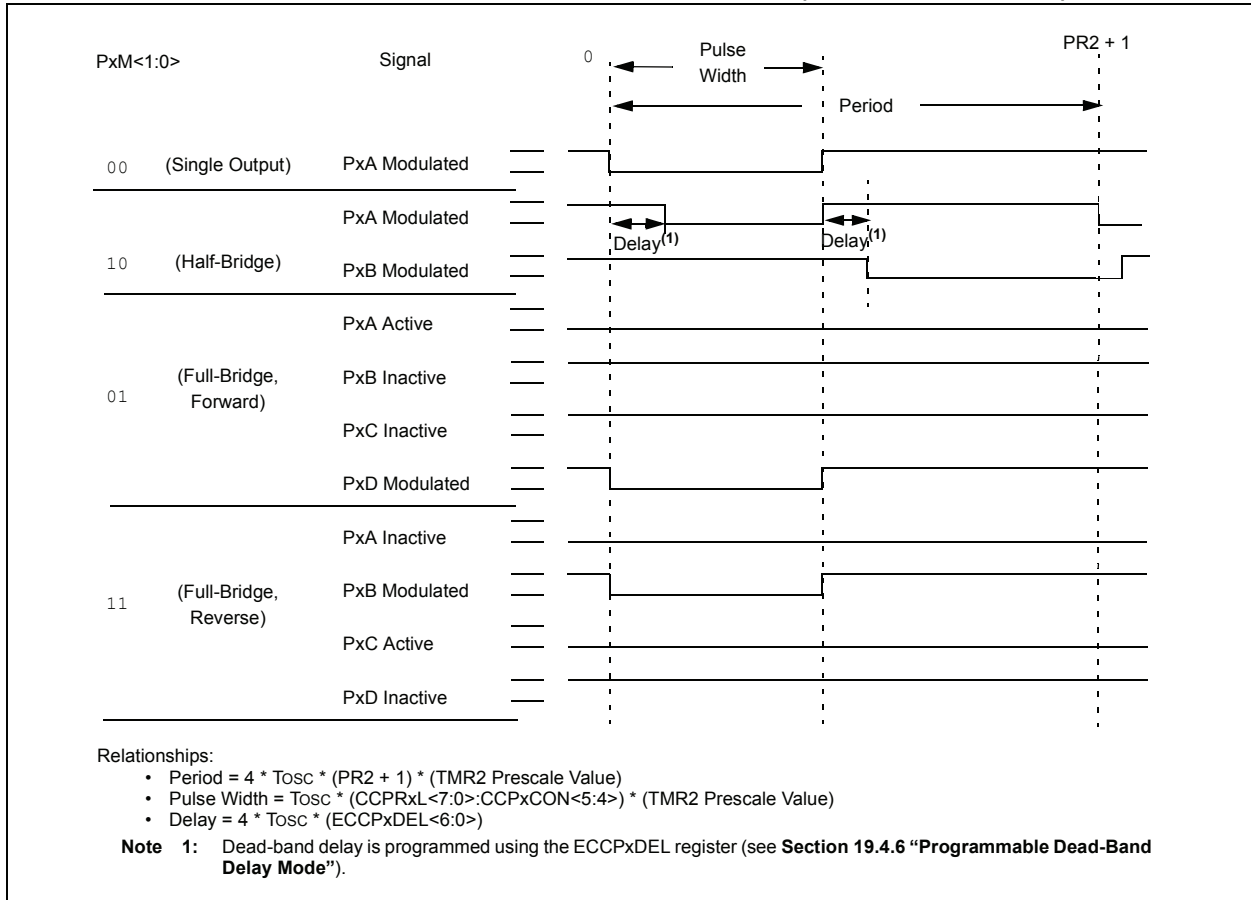 PxM<1:0>
Signal
0
Pulse
Width
PR2 + 1
Period
00
(Single Output)
PxA Modulated
PxA Modulated
Delay(1)
Delay(1)
10
(Half-Bridge)
PxB Modulated
PxA Active
01
(Full-Bridge,
Forward)
PxB Inactive
PxC Inactive
PxD Modulated
PxA Inactive
11
(Full-Bridge,
Reverse)
PxB Modulated
PxC Active
PxD Inactive
Relationships:
• Period = 4 * TOSC * (PR2 + 1) * (TMR2 Prescale Value)
• Pulse Width = TOSC * (CCPRxL<7:0>:CCPxCON<5:4>) * (TMR2 Prescale Value)
• Delay = 4 * TOSC * (ECCPxDEL<6:0>)
Note 1: Dead-band delay is programmed using the ECCPxDEL register (see Section 19.4.6 “Programmable Dead-Band
Delay Mode”).